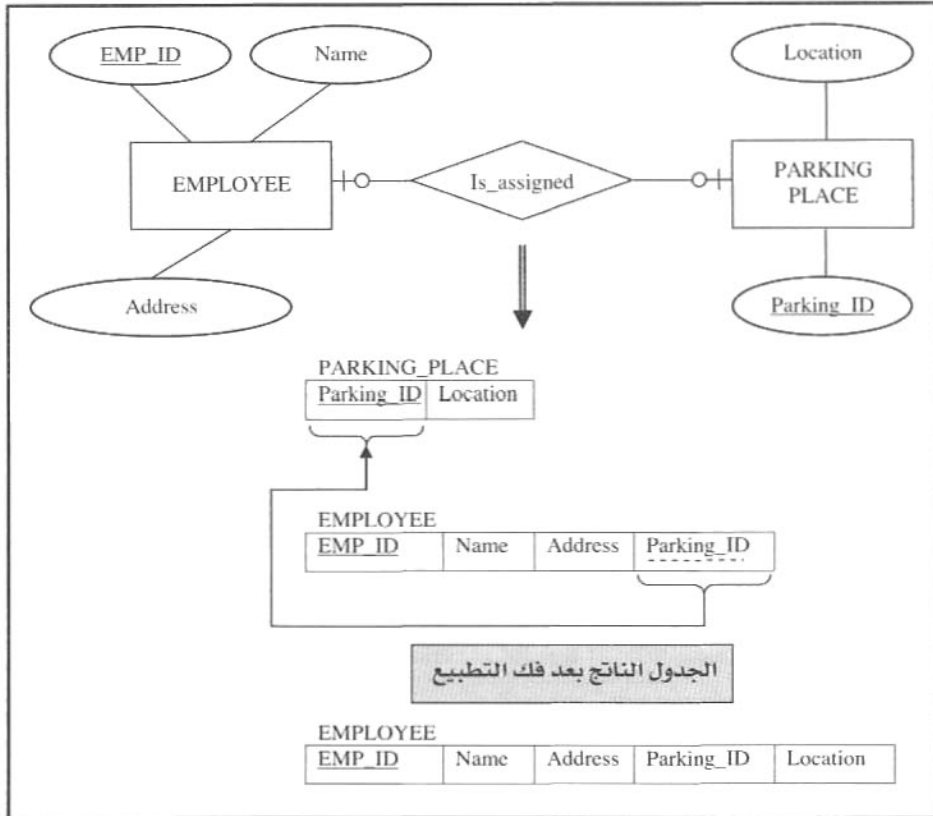 EMP_ID
Name
Location
EMPLOYEE
Is_assigned
PARKING
PLACE
Address
Parking_ID
PARKING_PLACE
Parking_ID Location
EMPLOYEE
EMP_ID Name Address Parking_ID
الجدول الناتج بعد فك التطبيع
EMPLOYEE
EMP_ID Name Address Parking_ID Location